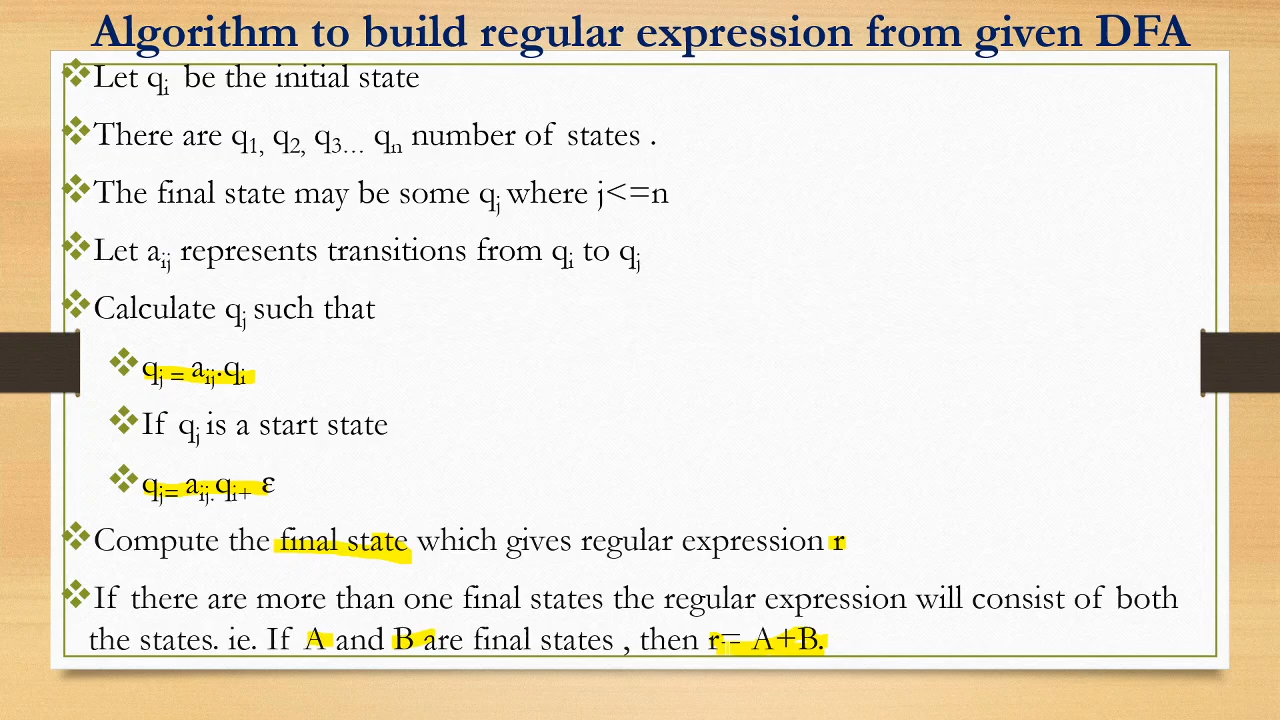 Algorithm to build regular expression from given DFA
❖Let qᵢ be the initial state
❖There are q₁, q₂, q₃… qₙ number of states .
❖The final state may be some qⱼ where j<=n
❖Let aᵢⱼ represents transitions from qᵢ to qⱼ
❖Calculate qⱼ such that
❖qⱼ = aᵢⱼ.qᵢ
❖If qⱼ is a start state
❖qⱼ= aᵢⱼ.qᵢ+ ε
❖Compute the final state which gives regular expression r
❖If there are more than one final states the regular expression will consist of both
the states. ie. If A and B are final states , then r= A+B.